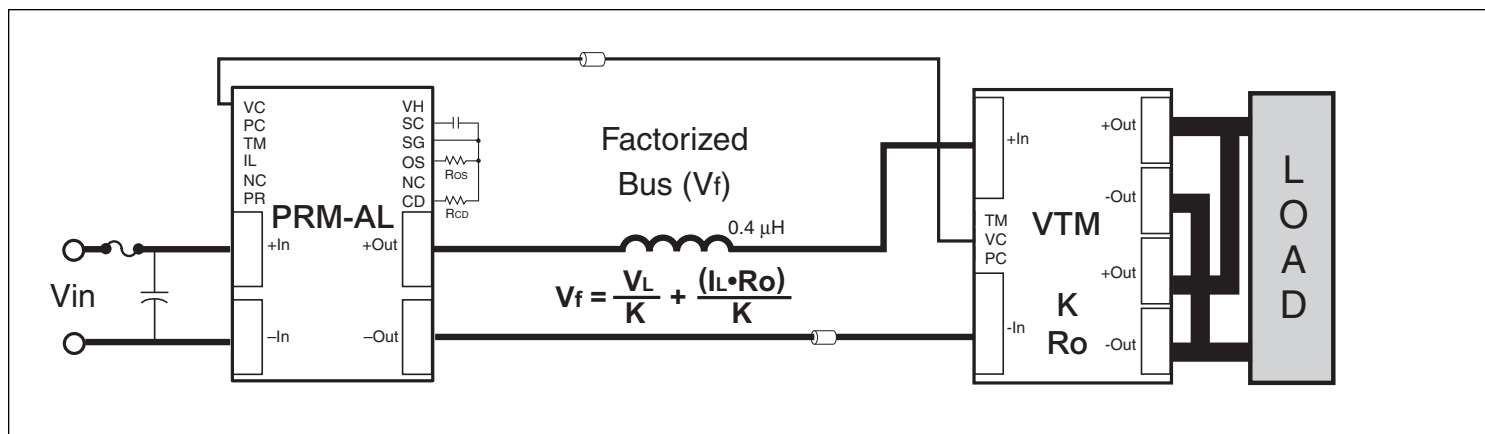 VC
PC
TM
IL
NC
PR
VH
SC
SG
OS
NC
CD
ROS
RCD
PRM-AL
+In
–In
+Out
–Out
Vin
Factorized
Bus (Vf)
0.4 µH
Vf = VL/K + (IL•Ro)/K
+In
TM
VC
PC
-In
VTM
K
Ro
+Out
-Out
+Out
-Out
L
O
A
D